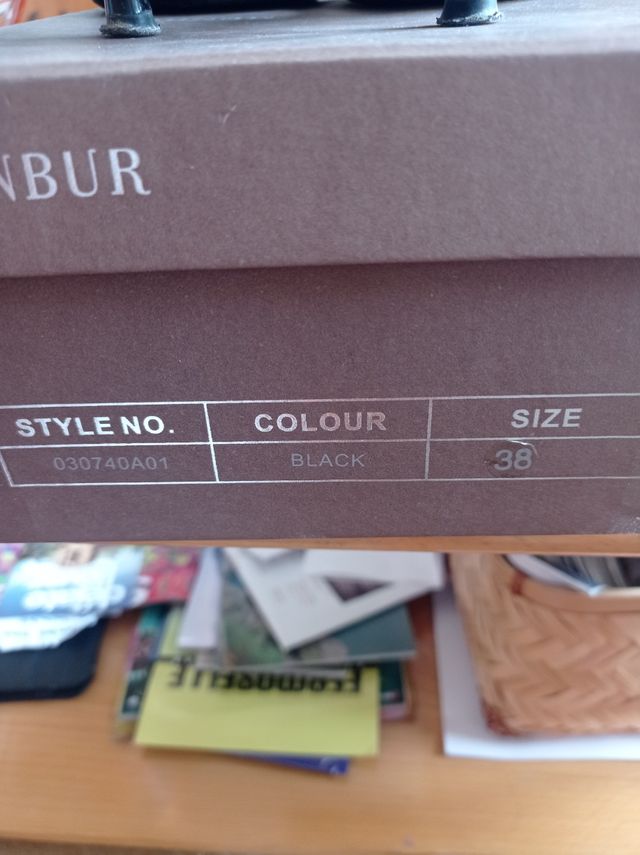 NBUR
STYLE NO. COLOUR SIZE
030740A01 BLACK 38